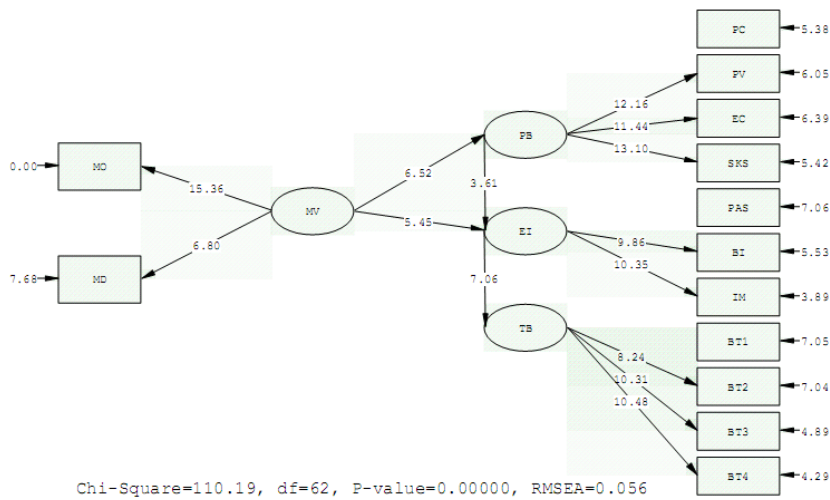 PC 5.38
PV 6.05
12.16
EC 6.39
PB 11.44
13.10 SKS 5.42
0.00 MO
6.52
15.36 3.61 PAS 7.06
MV
5.45 EI
9.86 BI 5.53
6.80
10.35
7.68 MD 7.06 IM 3.89
TB BT1 7.05
8.24
10.31 BT2 7.04
10.48
BT3 4.89
BT4 4.29
Chi-Square=110.19, df=62, P-value=0.00000, RMSEA=0.056